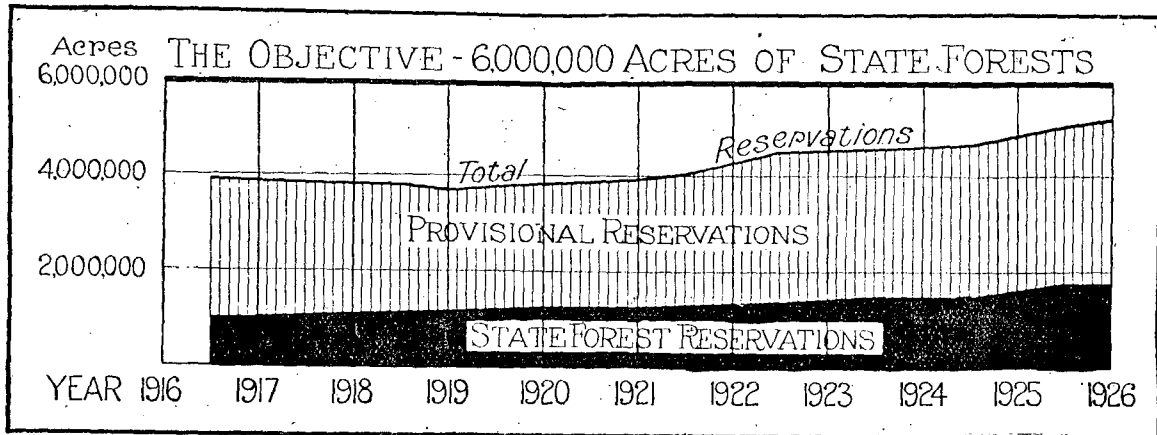 Acres THE OBJECTIVE - 6,000,000 ACRES OF STATE FORESTS
6,000,000
Reservations
4,000,000
Total
PROVISIONAL RESERVATIONS
2,000,000
STATE FOREST RESERVATIONS
YEAR 1916 1917 1918 1919 1920 1921 1922 1923 1924 1925 1926